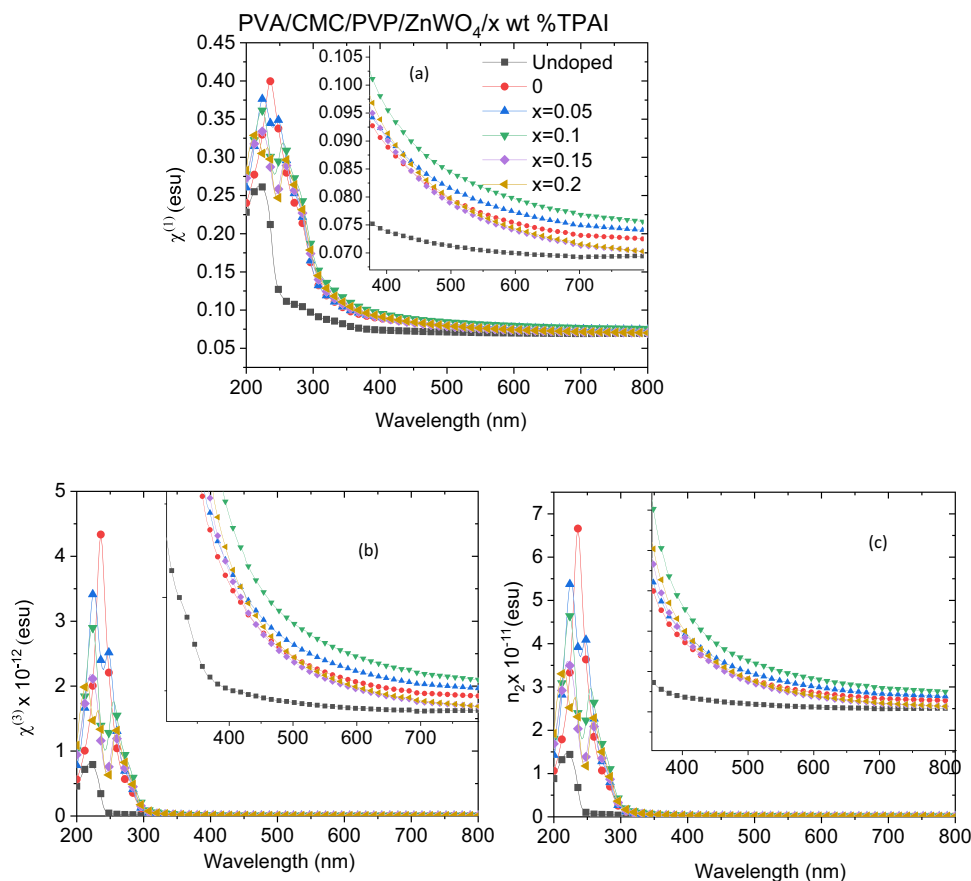 PVA/CMC/PVP/ZnWO₄/x wt %TPAI
0.45
0.40
0.35
0.30
0.25
0.20
0.15
0.10
0.05
χ⁽¹⁾ (esu)
200 300 400 500 600 700 800
Wavelength (nm)
(a)
0.105
0.100
0.095
0.090
0.085
0.080
0.075
0.070
400 500 600 700
Undoped
0
x=0.05
x=0.1
x=0.15
x=0.2
5
4
3
2
1
0
χ⁽³⁾ x 10⁻¹² (esu)
200 300 400 500 600 700 800
Wavelength (nm)
(b)
400 500 600 700
7
6
5
4
3
2
1
0
n₂x 10⁻¹¹ (esu)
200 300 400 500 600 700 800
Wavelength (nm)
(c)
400 500 600 700 800